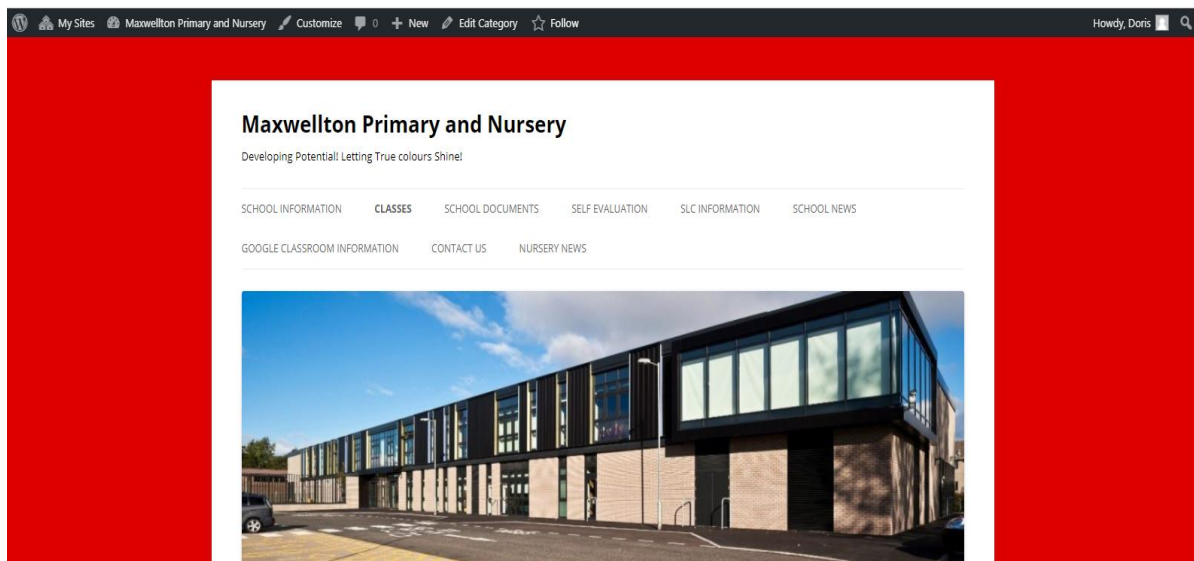 My Sites Maxwellton Primary and Nursery Customize 0 New Edit Category Follow Howdy, Doris
Maxwellton Primary and Nursery
Developing Potential! Letting True colours Shine!
SCHOOL INFORMATION CLASSES SCHOOL DOCUMENTS SELF EVALUATION SLC INFORMATION SCHOOL NEWS
GOOGLE CLASSROOM INFORMATION CONTACT US NURSERY NEWS